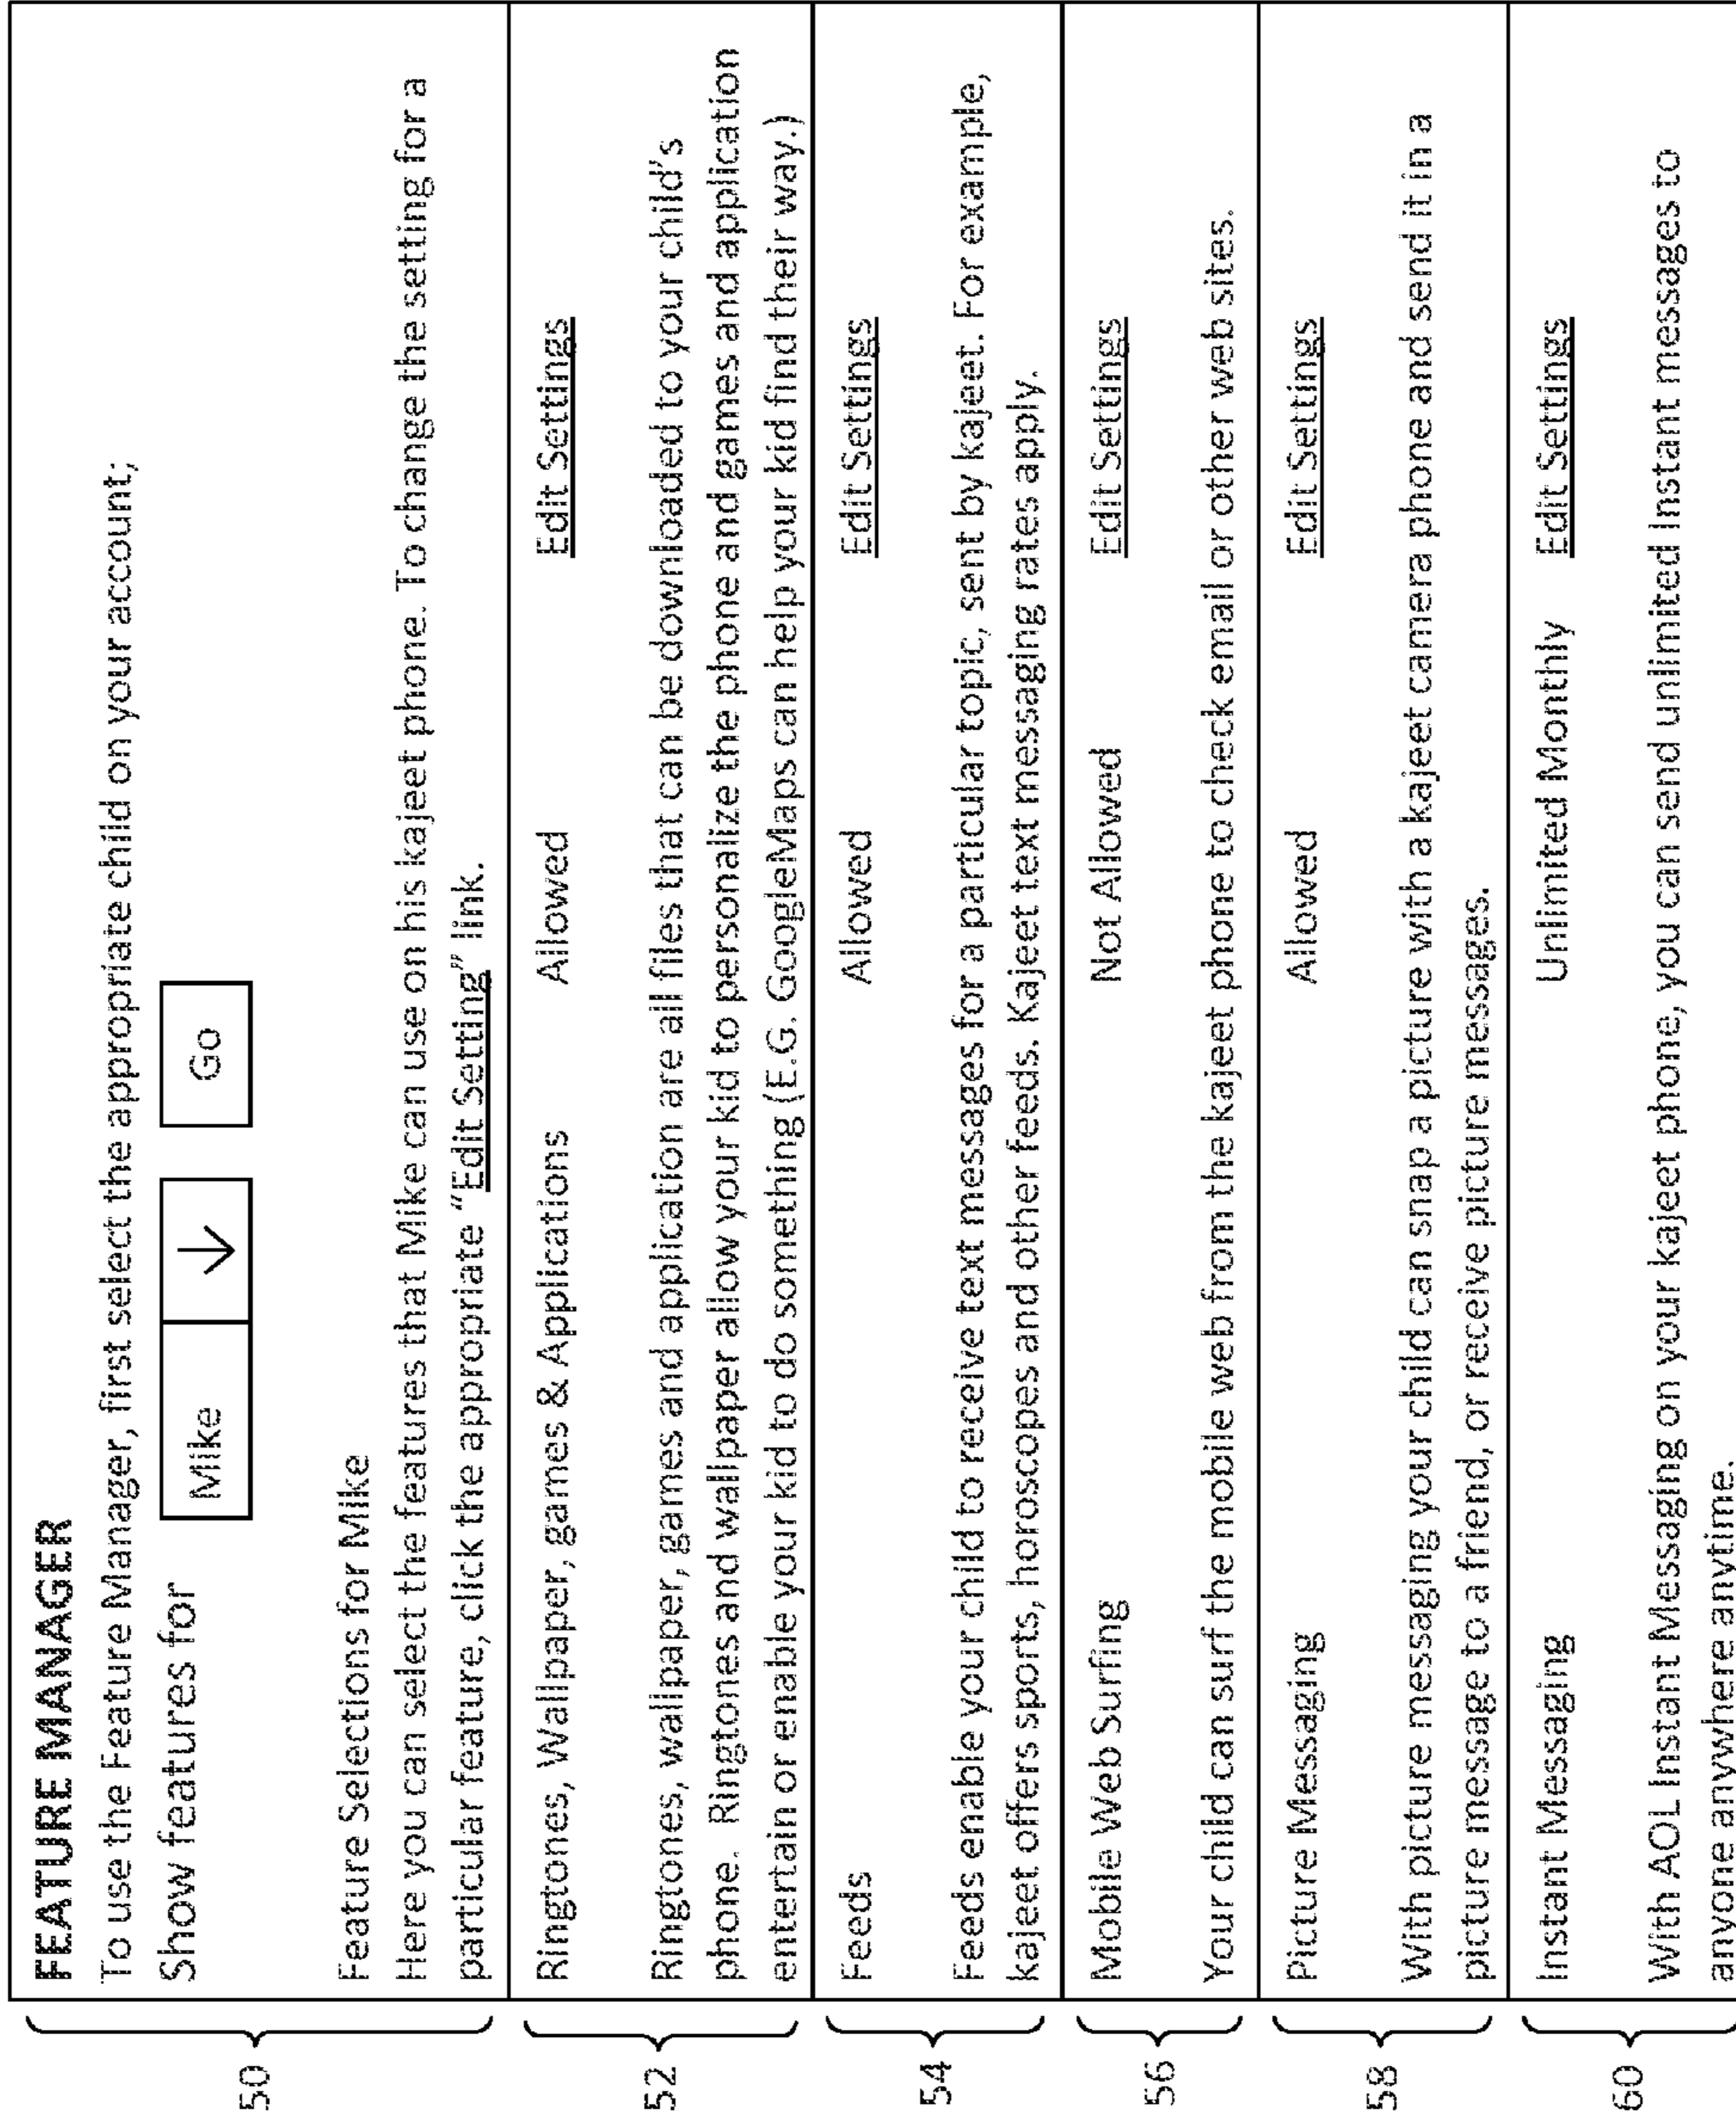 FEATURE MANAGER
To use the Feature Manager, first select the appropriate child on your account;
Show features for Mike Go
Feature Selections for Mike
Here you can select the features that Mike can use on his kajeet phone. To change the setting for a
particular feature, click the appropriate "Edit Setting" link.
50
Ringtones, Wallpaper, games & Applications Allowed Edit Settings
Ringtones, wallpaper, games and application are all files that can be downloaded to your child's
phone. Ringtones and wallpaper allow your kid to personalize the phone and games and application
entertain or enable your kid to do something (E.G. GoogleMaps can help your kid find their way.)
52
Feeds Allowed Edit Settings
Feeds enable your child to receive text messages for a particular topic, sent by kajeet. For example,
kajeet offers sports, horoscopes and other feeds. Kajeet text messaging rates apply.
54
Mobile Web Surfing Not Allowed Edit Settings
Your child can surf the mobile web from the kajeet phone to check email or other web sites.
56
Picture Messaging Allowed Edit Settings
With picture messaging your child can snap a picture with a kajeet camera phone and send it in a
picture message to a friend, or receive picture messages.
58
Instant Messaging Unlimited Monthly Edit Settings
With AOL Instant Messaging on your kajeet phone, you can send unlimited Instant messages to
anyone anywhere anytime.
60